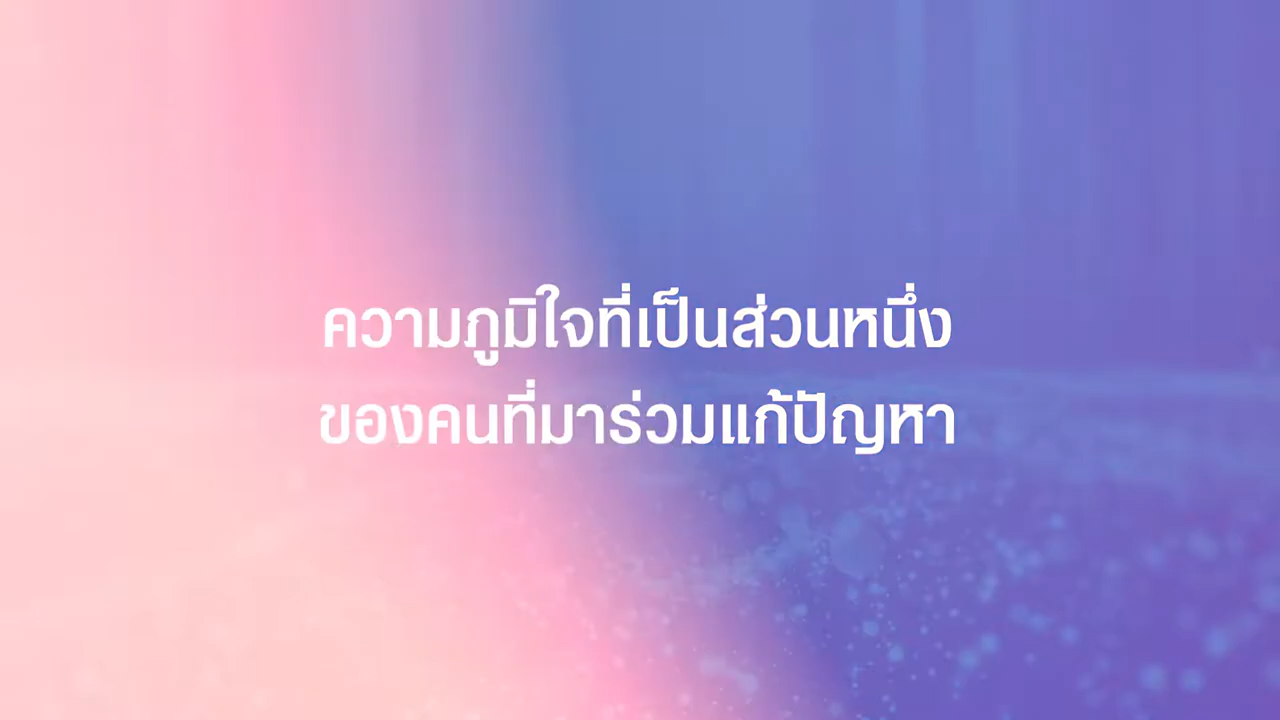 ความภูมิใจที่เป็นส่วนหนึ่ง
ของคนที่มาร่วมแก้ปัญหา